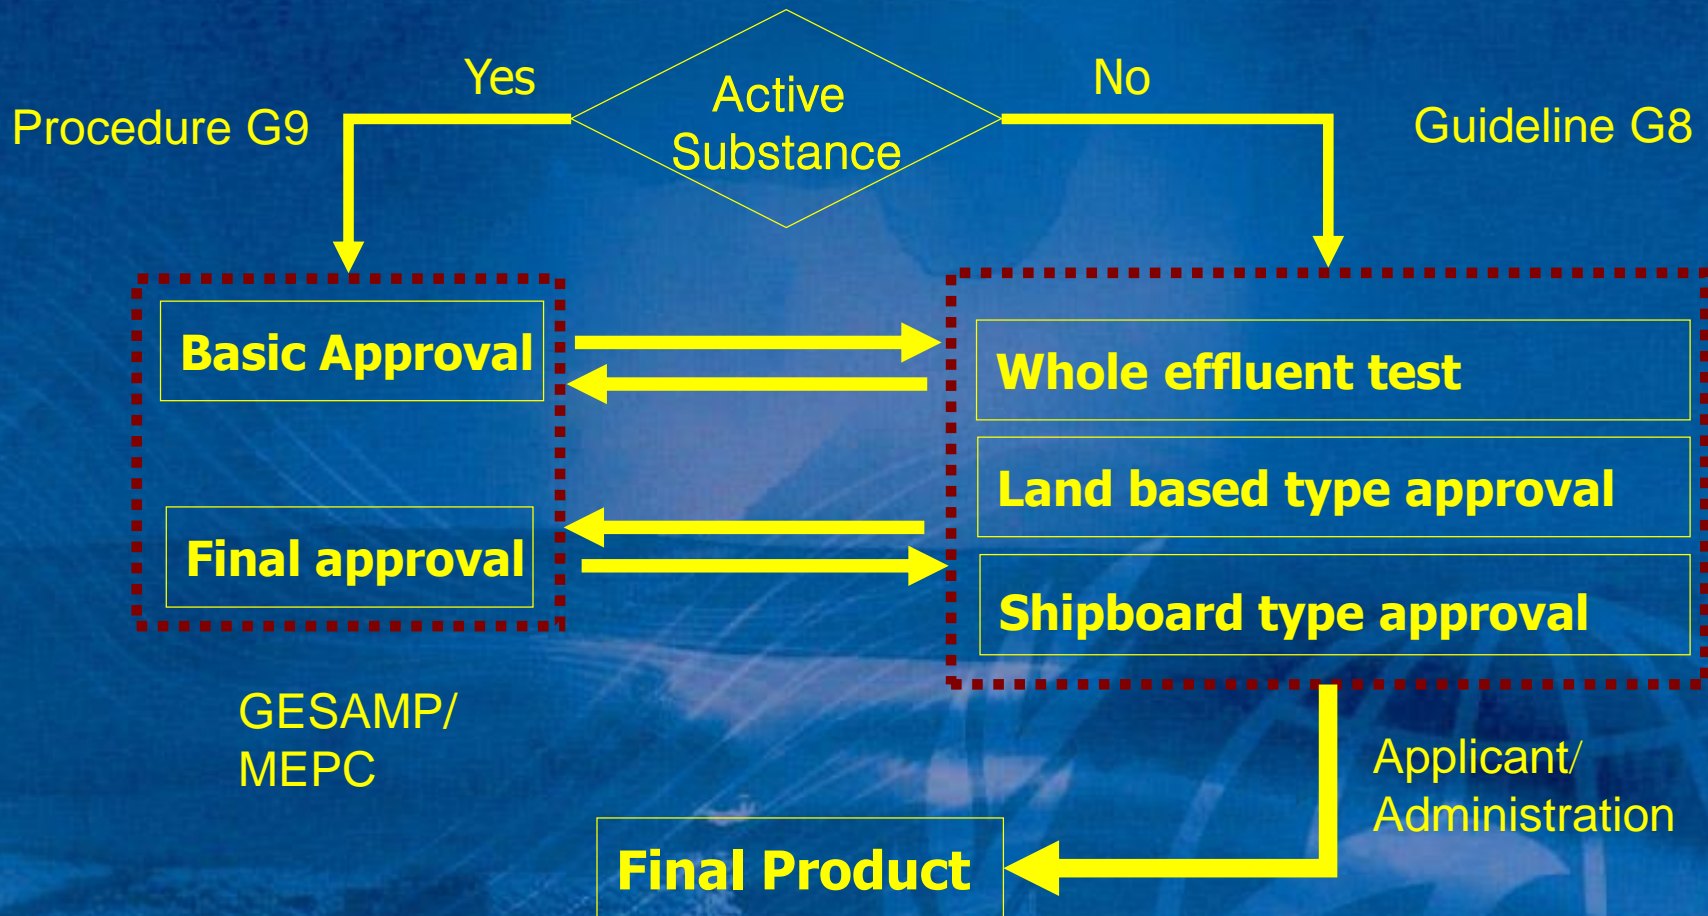 Yes
Active
Substance
No
Procedure G9
Guideline G8
Basic Approval
Whole effluent test
Land based type approval
Final approval
Shipboard type approval
GESAMP/
MEPC
Applicant/
Administration
Final Product